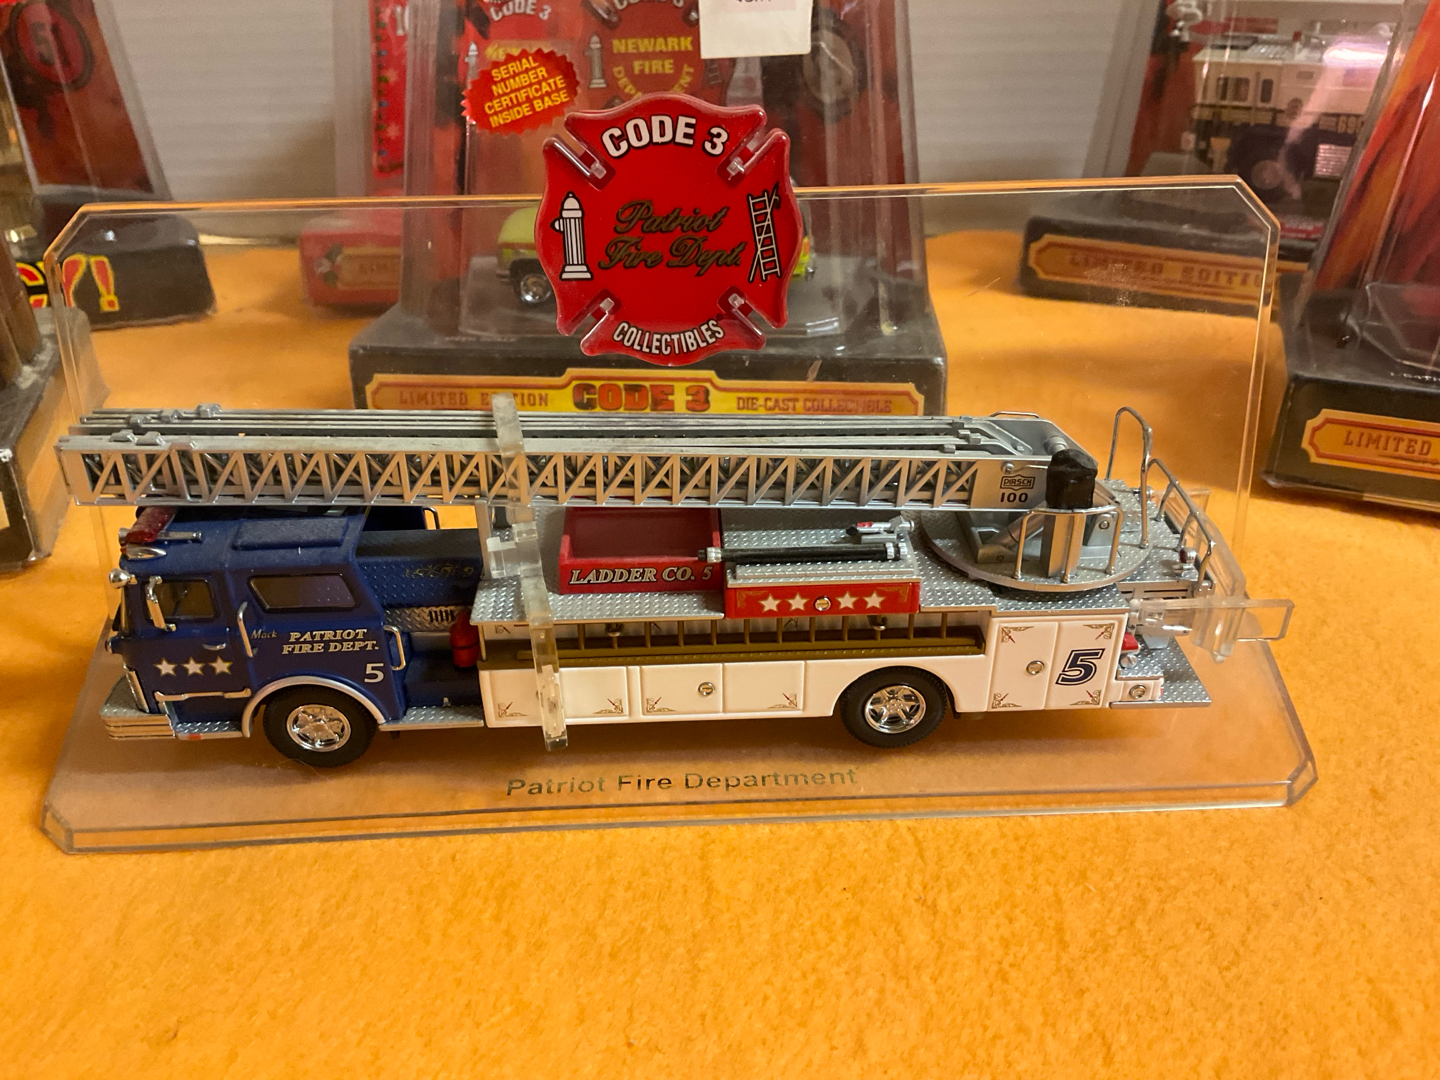 51
CODE 3
NEWARK
FIRE
SERIAL
NUMBER
CERTIFICATE
INSIDE BASE
CODE 3
Patriot
Fire Dept.
COLLECTIBLES
LIMITED EDITION
LIMITED EDITION CODE 3 DIE-CAST COLLECTIBLE
LIMITED
PIRSCH
100
LADDER CO. 5
Mack
PATRIOT
FIRE DEPT.
5
5
Patriot Fire Department